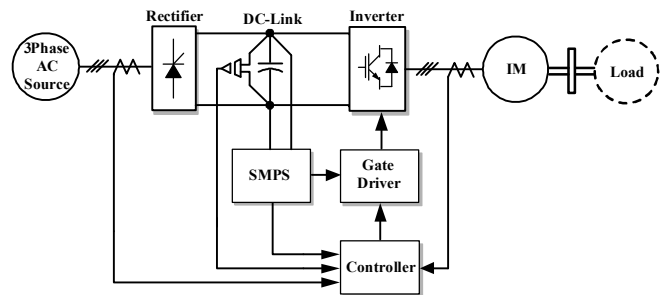 Rectifier
DC-Link
Inverter
3Phase
AC
Source
IM
Load
SMPS
Gate
Driver
Controller